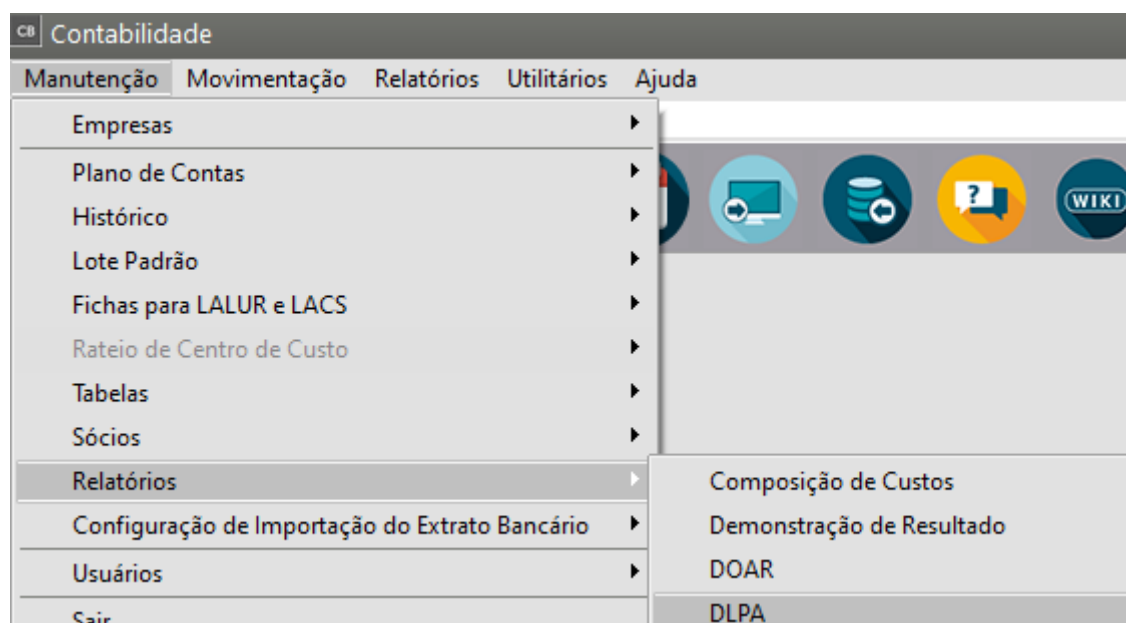 CB Contabilidade
Manutenção Movimentação Relatórios Utilitários Ajuda
Empresas
Plano de Contas
Histórico
Lote Padrão
Fichas para LALUR e LACS
Rateio de Centro de Custo
Tabelas
Sócios
Relatórios
Configuração de Importação do Extrato Bancário
Usuários
Sair
?
WIKI
Composição de Custos
Demonstração de Resultado
DOAR
DLPA